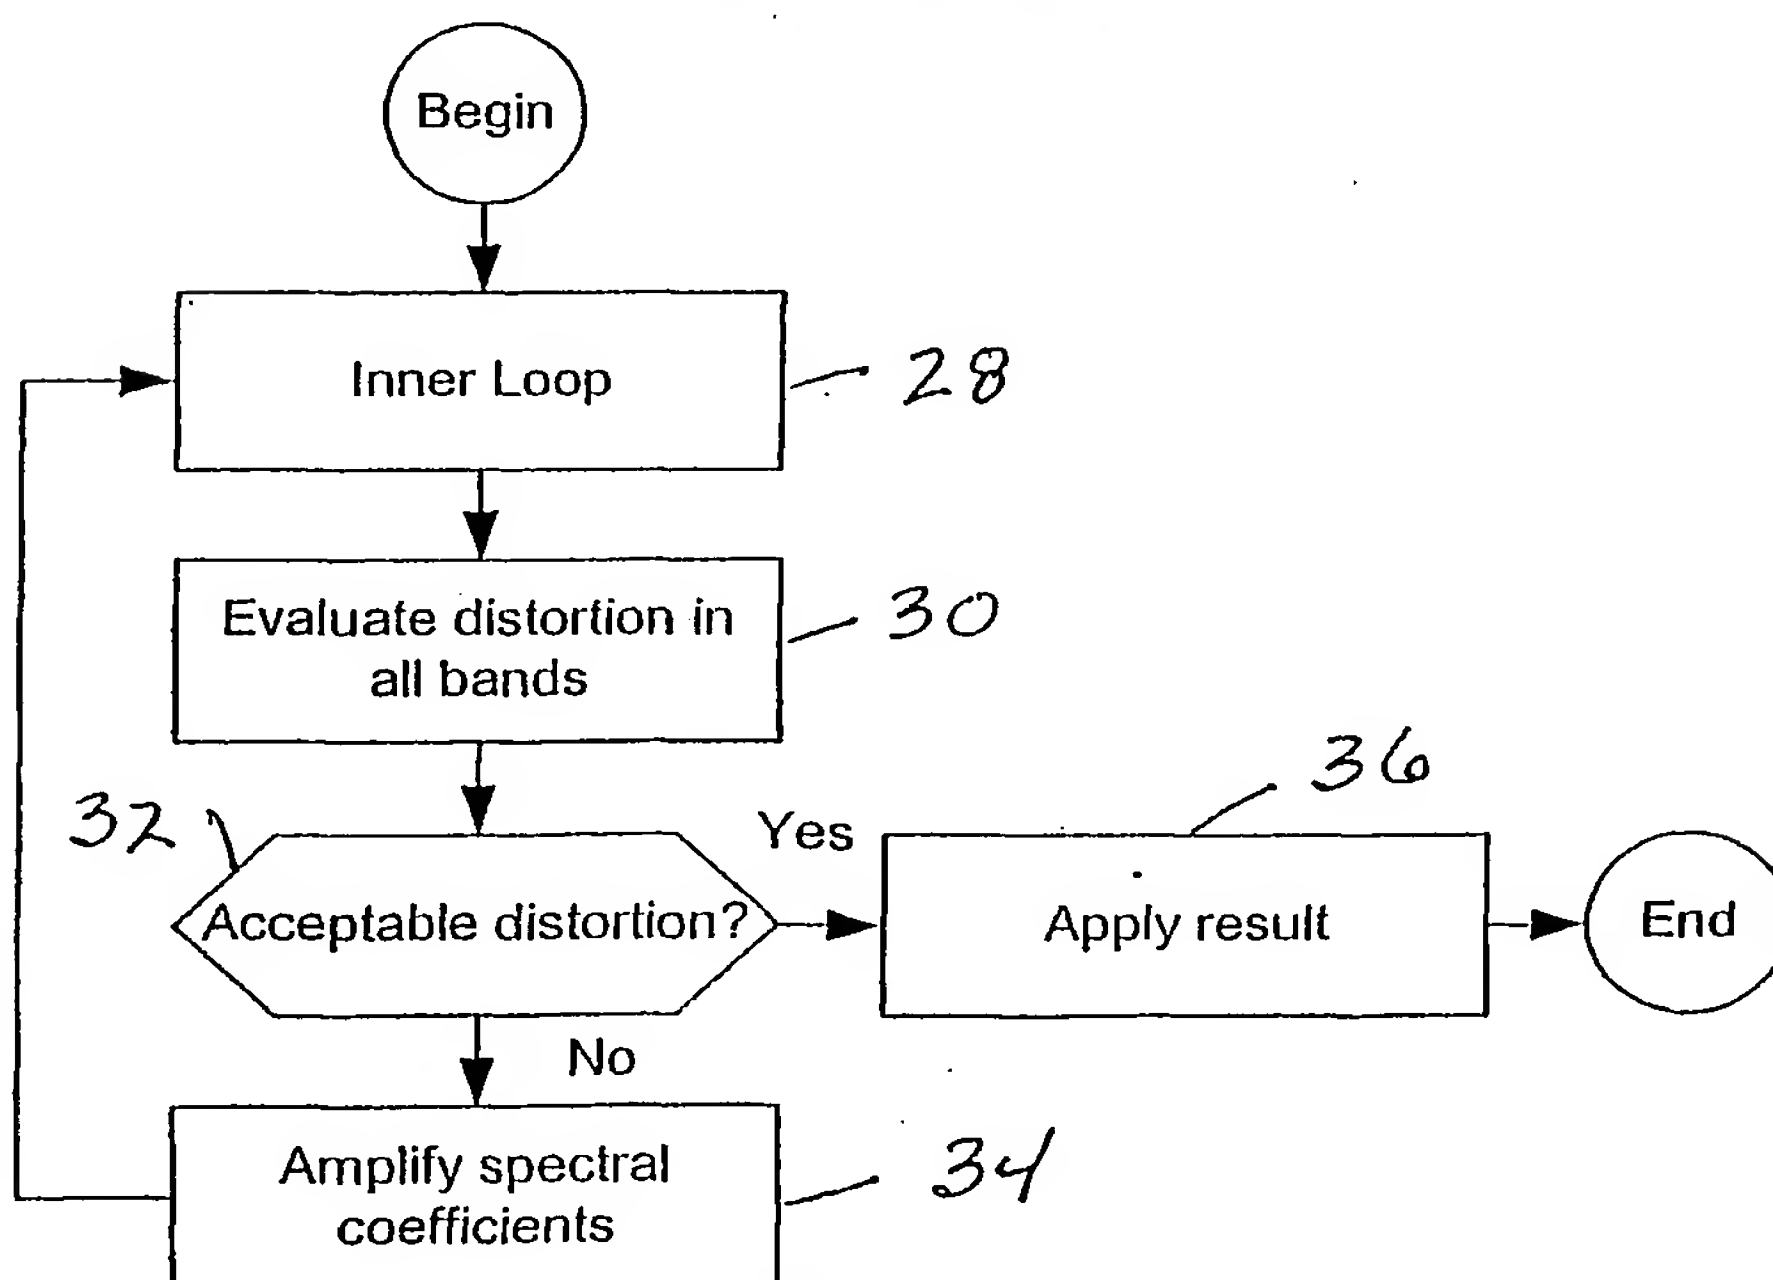 Begin
Inner Loop
28
Evaluate distortion in
all bands
30
32
Acceptable distortion?
Yes
36
Apply result
End
No
Amplify spectral
coefficients
34